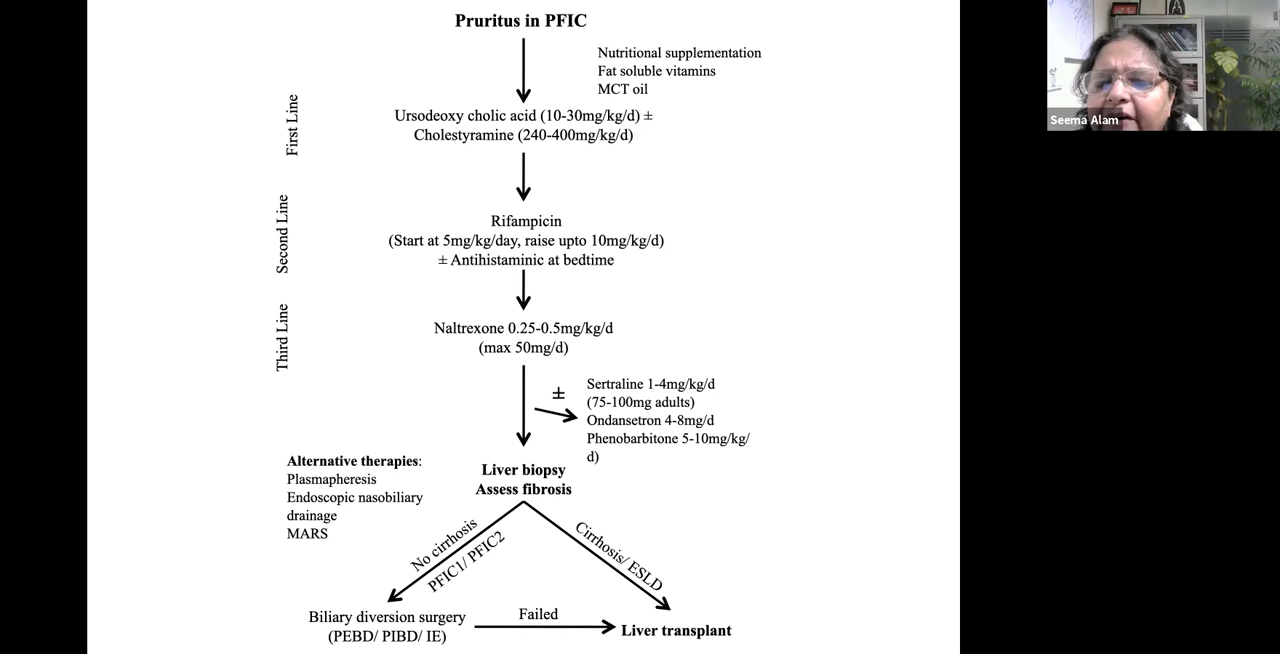 Pruritus in PFIC
Nutritional supplementation
Fat soluble vitamins
MCT oil
First Line
Ursodeoxy cholic acid (10-30mg/kg/d) ±
Cholestyramine (240-400mg/kg/d)
Second Line
Rifampicin
(Start at 5mg/kg/day, raise upto 10mg/kg/d)
± Antihistaminic at bedtime
Third Line
Naltrexone 0.25-0.5mg/kg/d
(max 50mg/d)
±
Sertraline 1-4mg/kg/d
(75-100mg adults)
Ondansetron 4-8mg/d
Phenobarbitone 5-10mg/kg/
d)
Alternative therapies:
Plasmapheresis
Endoscopic nasobiliary
drainage
MARS
Liver biopsy
Assess fibrosis
No cirrhosis
PFIC1/ PFIC2
Cirrhosis/ ESLD
Biliary diversion surgery
(PEBD/ PIBD/ IE)
Failed
Liver transplant
Seema Alam